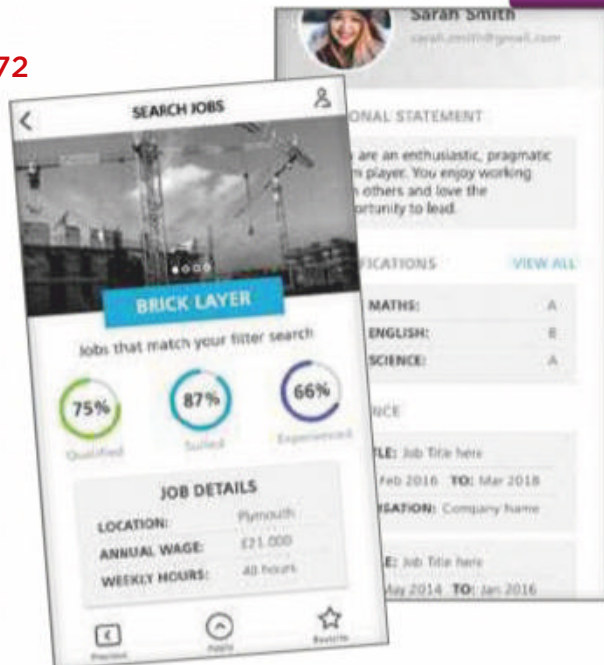 72
SEARCH JOBS
BRICK LAYER
Jobs that match your filter search
75%
87%
66%
Qualified
Suited
Experienced
JOB DETAILS
LOCATION: Plymouth
ANNUAL WAGE: £21,000
WEEKLY HOURS: 40 hours
Previous
Apply
Favorite
Sarah Smith
sarah.smith@gmail.com
ONAL STATEMENT
are an enthusiastic, pragmatic
m player. You enjoy working
others and love the
ortunity to lead.
FICATIONS VIEW ALL
MATHS: A
ENGLISH: B
SCIENCE: A
NCE
TLE: Job Title here
Feb 2016 TO: Mar 2018
ISATION: Company Name
E: Job Title here
May 2014 TO: Jan 2016